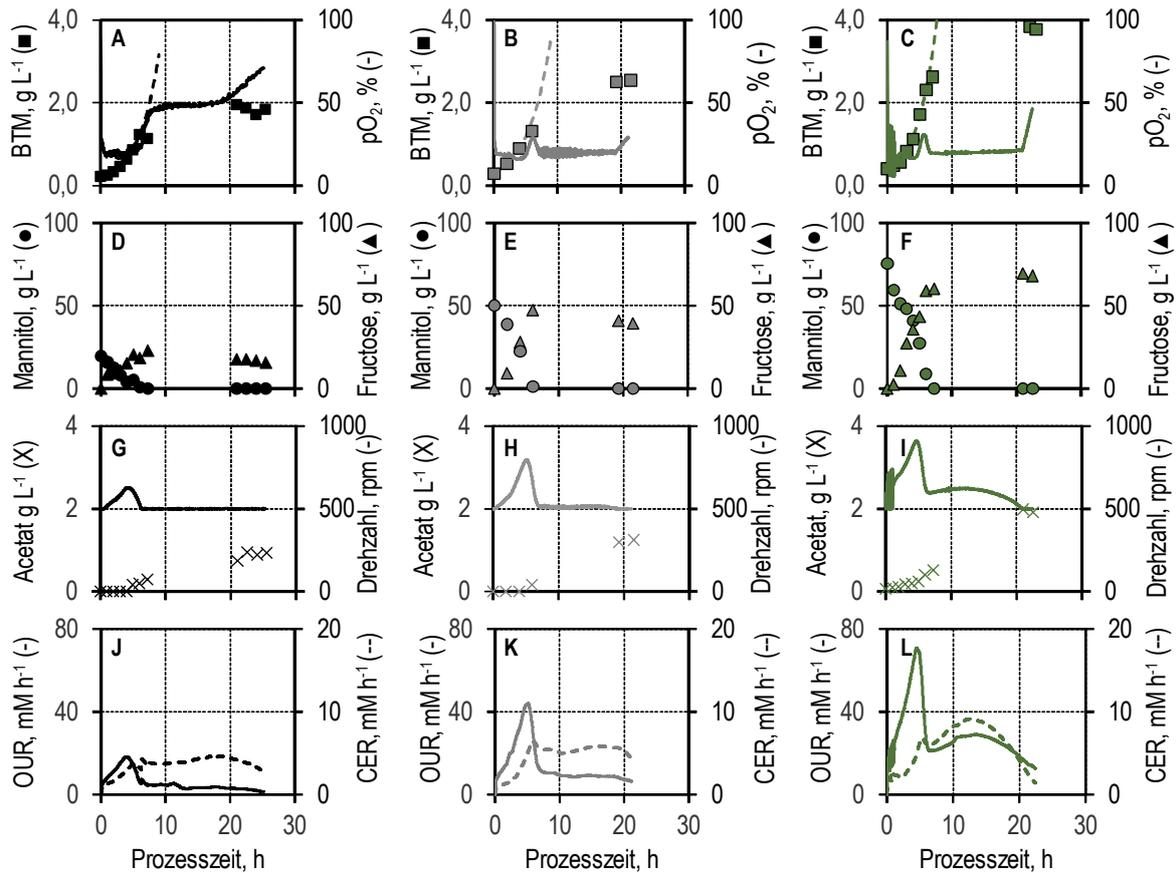 4,0
2,0
0,0
BTM, g L-1 (■)
A
100
50
0
pO2, % (-)
4,0
2,0
0,0
BTM, g L-1 (■)
B
100
50
0
pO2, % (-)
4,0
2,0
0,0
BTM, g L-1 (■)
C
100
50
0
pO2, % (-)
100
50
0
Mannitol, g L-1 (●)
D
100
50
0
Fructose, g L-1 (▲)
100
50
0
Mannitol, g L-1 (●)
E
100
50
0
Fructose, g L-1 (▲)
100
50
0
Mannitol, g L-1 (●)
F
100
50
0
Fructose, g L-1 (▲)
4
2
0
Acetat g L-1 (X)
G
1000
500
0
Drehzahl, rpm (-)
4
2
0
Acetat g L-1 (X)
H
1000
500
0
Drehzahl, rpm (-)
4
2
0
Acetat, g L-1 (X)
I
1000
500
0
Drehzahl, rpm (-)
80
40
0
OUR, mM h-1 (-)
J
20
10
0
CER, mM h-1 (--)
0 10 20 30
Prozesszeit, h
80
40
0
OUR, mM h-1 (-)
K
20
10
0
CER, mM h-1 (--)
0 10 20 30
Prozesszeit, h
80
40
0
OUR, mM h-1 (-)
L
20
10
0
CER, mM h-1 (--)
0 10 20 30
Prozesszeit, h